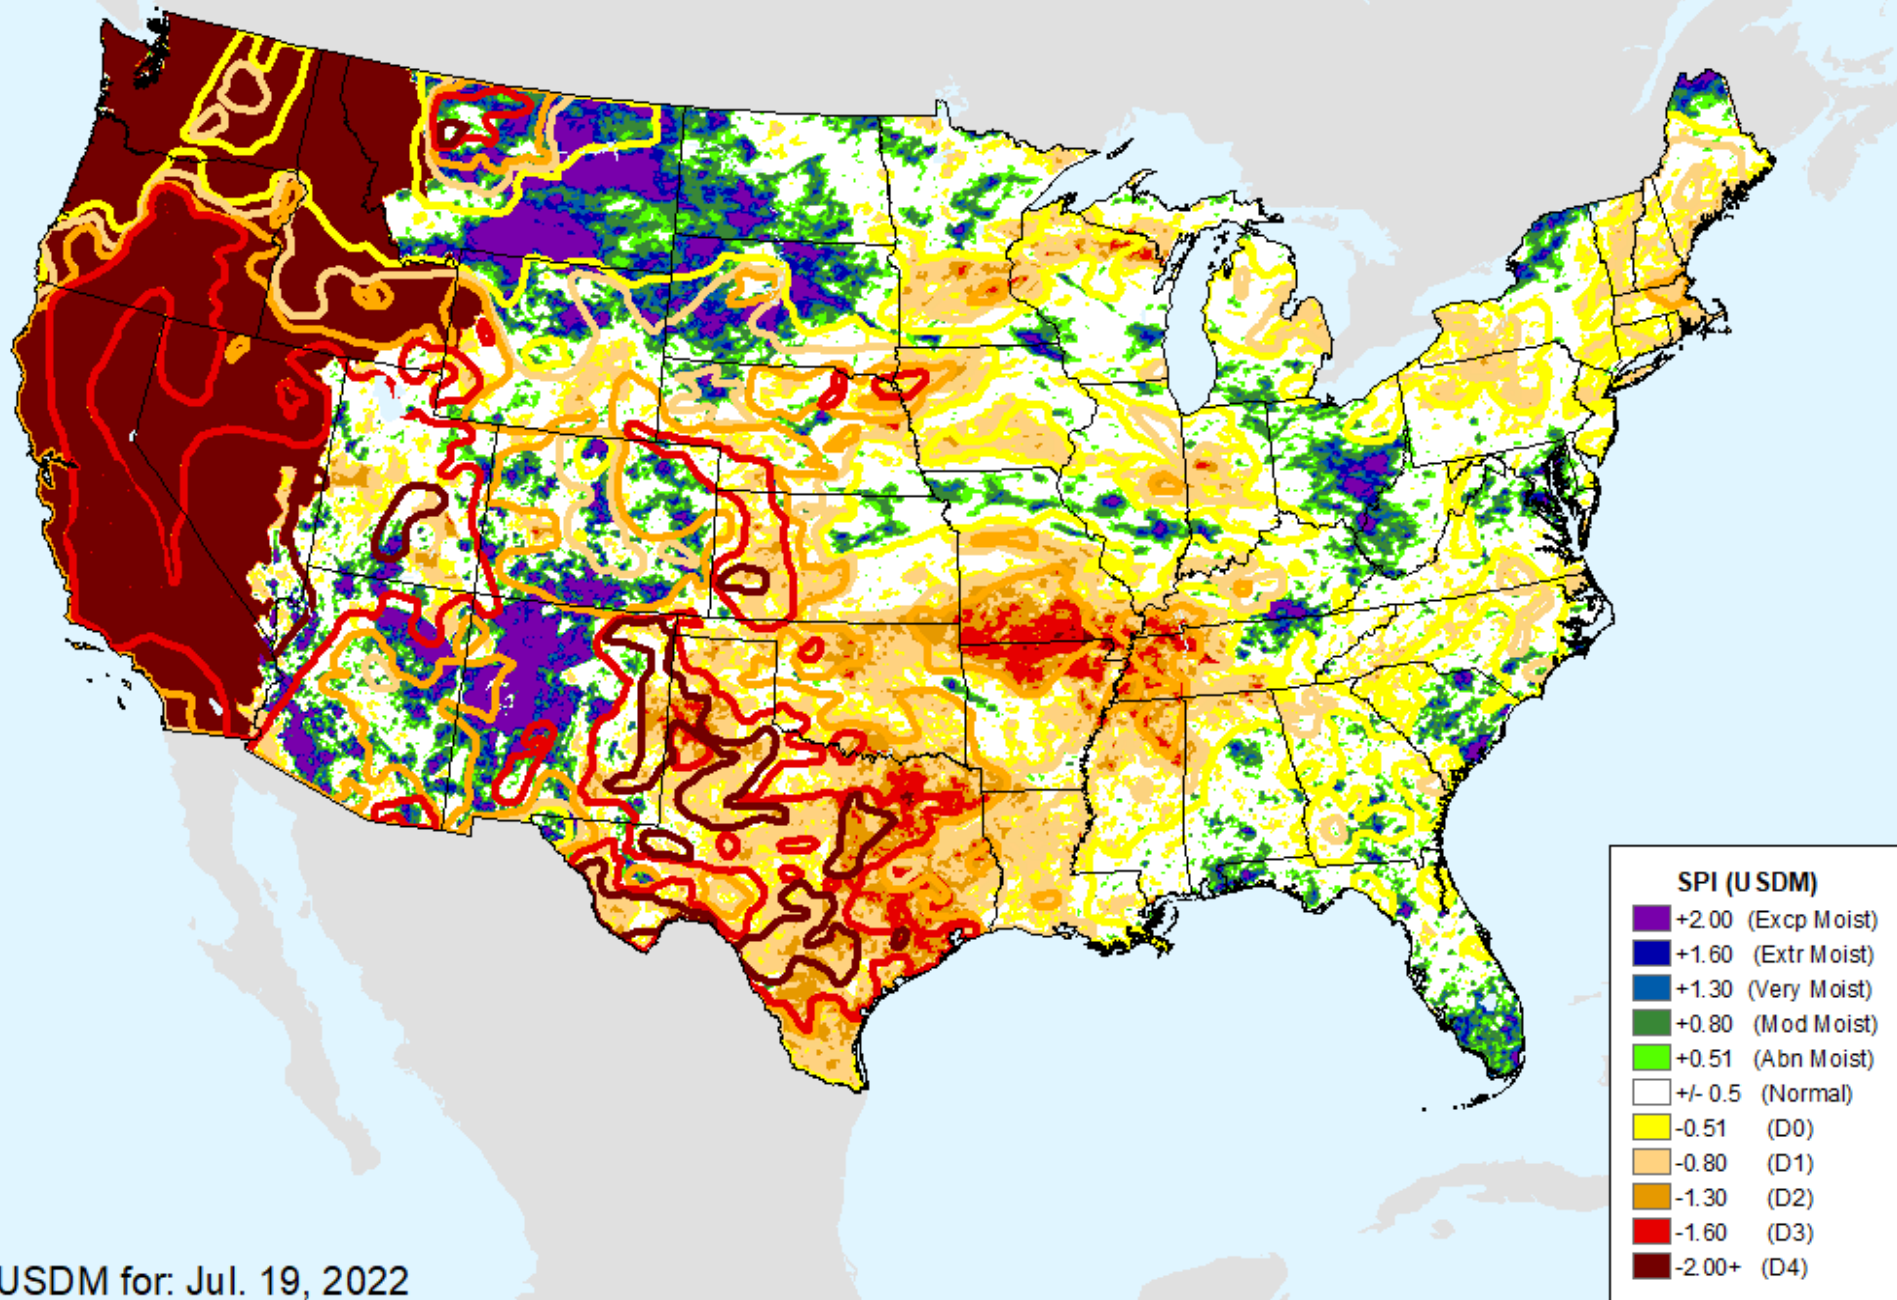 SPI (USDM)
+2.00 (Excp Moist)
+1.60 (Extr Moist)
+1.30 (Very Moist)
+0.80 (Mod Moist)
+0.51 (Abn Moist)
+/- 0.5 (Normal)
-0.51 (D0)
-0.80 (D1)
-1.30 (D2)
-1.60 (D3)
-2.00+ (D4)
USDM for: Jul. 19, 2022